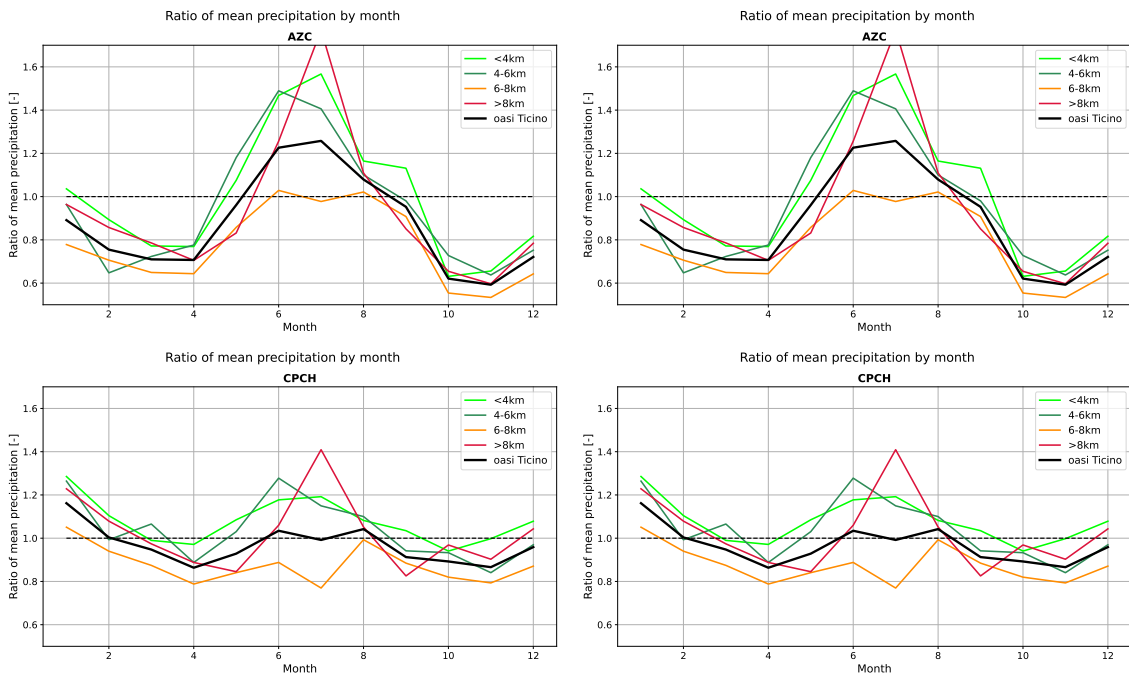 Ratio of mean precipitation by month
AZC
Ratio of mean precipitation [-]
1.6
1.4
1.2
1.0
0.8
0.6
2 4 6 8 10 12
Month
<4km
4-6km
6-8km
>8km
oasi Ticino
Ratio of mean precipitation by month
AZC
Ratio of mean precipitation [-]
1.6
1.4
1.2
1.0
0.8
0.6
2 4 6 8 10 12
Month
<4km
4-6km
6-8km
>8km
oasi Ticino
Ratio of mean precipitation by month
CPCH
Ratio of mean precipitation [-]
1.6
1.4
1.2
1.0
0.8
0.6
2 4 6 8 10 12
Month
<4km
4-6km
6-8km
>8km
oasi Ticino
Ratio of mean precipitation by month
CPCH
Ratio of mean precipitation [-]
1.6
1.4
1.2
1.0
0.8
0.6
2 4 6 8 10 12
Month
<4km
4-6km
6-8km
>8km
oasi Ticino